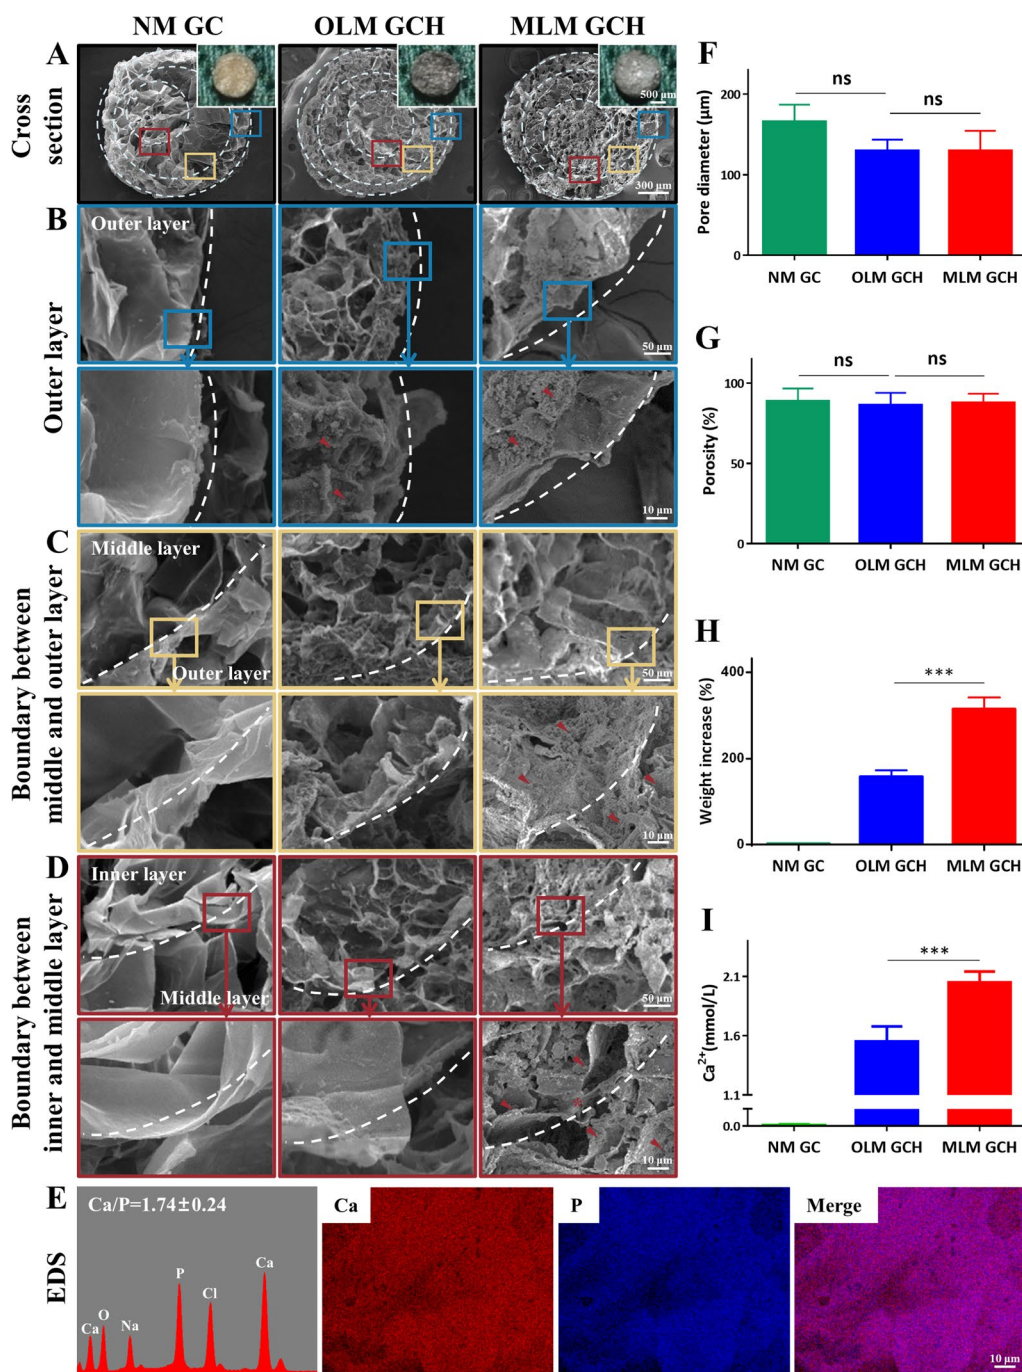 NM GC
OLM GCH
MLM GCH
A
Cross
section
500 μm
300 μm
B
Outer layer
Outer layer
50 μm
10 μm
C
Boundary between
middle and outer layer
Middle layer
Outer layer
50 μm
10 μm
D
Boundary between
inner and middle layer
Inner layer
Middle layer
50 μm
*
10 μm
E
EDS
Ca/P=1.74±0.24
Ca
O
Na
P
Cl
Ca
Ca
P
Merge
10 μm
F
Pore diameter (μm)
200
100
0
ns
ns
NM GC
OLM GCH
MLM GCH
G
Porosity (%)
100
50
0
ns
ns
NM GC
OLM GCH
MLM GCH
H
Weight increase (%)
400
200
0
***
NM GC
OLM GCH
MLM GCH
I
Ca²⁺(mmol/L)
2.1
1.6
1.1
0.0
***
NM GC
OLM GCH
MLM GCH